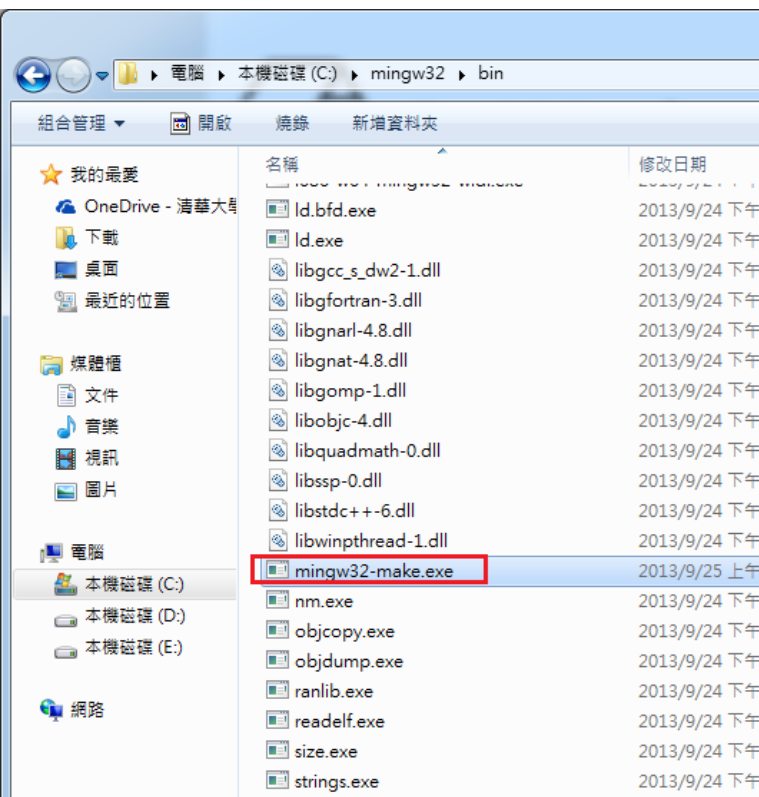 電腦 本機磁碟 (C:) mingw32 bin
組合管理 開啟 燒錄 新增資料夾
我的最愛
OneDrive - 清華大學
下載
桌面
最近的位置
媒體櫃
文件
音樂
視訊
圖片
電腦
本機磁碟 (C:)
本機磁碟 (D:)
本機磁碟 (E:)
網路
名稱 修改日期
ld.bfd.exe 2013/9/24 下午
ld.exe 2013/9/24 下午
libgcc_s_dw2-1.dll 2013/9/24 下午
libgfortran-3.dll 2013/9/24 下午
libgnarl-4.8.dll 2013/9/24 下午
libgnat-4.8.dll 2013/9/24 下午
libgomp-1.dll 2013/9/24 下午
libobjc-4.dll 2013/9/24 下午
libquadmath-0.dll 2013/9/24 下午
libssp-0.dll 2013/9/24 下午
libstdc++-6.dll 2013/9/24 下午
libwinpthread-1.dll 2013/9/24 下午
mingw32-make.exe 2013/9/25 上午
nm.exe 2013/9/24 下午
objcopy.exe 2013/9/24 下午
objdump.exe 2013/9/24 下午
ranlib.exe 2013/9/24 下午
readelf.exe 2013/9/24 下午
size.exe 2013/9/24 下午
strings.exe 2013/9/24 下午